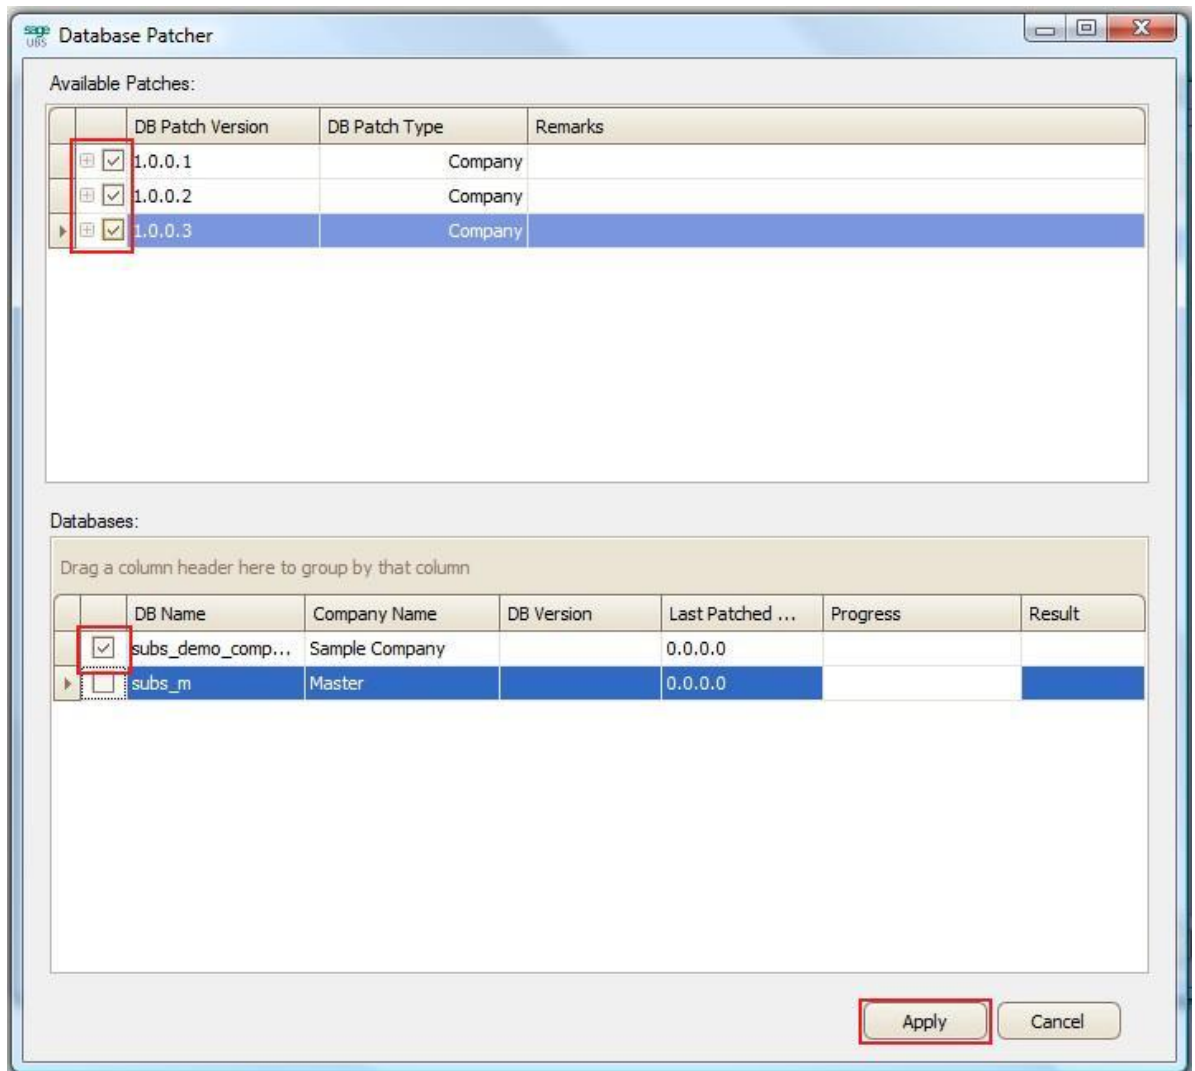 sage UBS Database Patcher
Available Patches:
DB Patch Version DB Patch Type Remarks
1.0.0.1 Company
1.0.0.2 Company
1.0.0.3 Company
Databases:
Drag a column header here to group by that column
DB Name Company Name DB Version Last Patched ... Progress Result
subs_demo_comp... Sample Company 0.0.0.0
subs_m Master 0.0.0.0
Apply Cancel